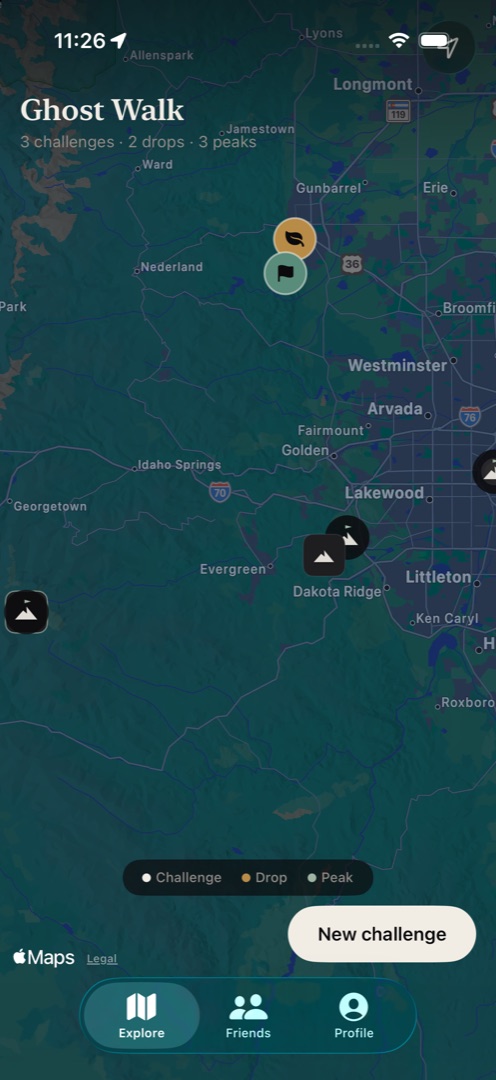 11:26
Lyons
Allenspark
Longmont
Ghost Walk
119
3 challenges · 2 drops · 3 peaks
Jamestown
Ward
Gunbarrel
Erie
36
Nederland
Park
Broomfi
Westminster
Arvada
76
Fairmount
Golden
Idaho Springs
70
Lakewood
Georgetown
Evergreen
Littleton
Dakota Ridge
Ken Caryl
H
Roxboro
Challenge Drop Peak
New challenge
Maps Legal
Explore Friends Profile